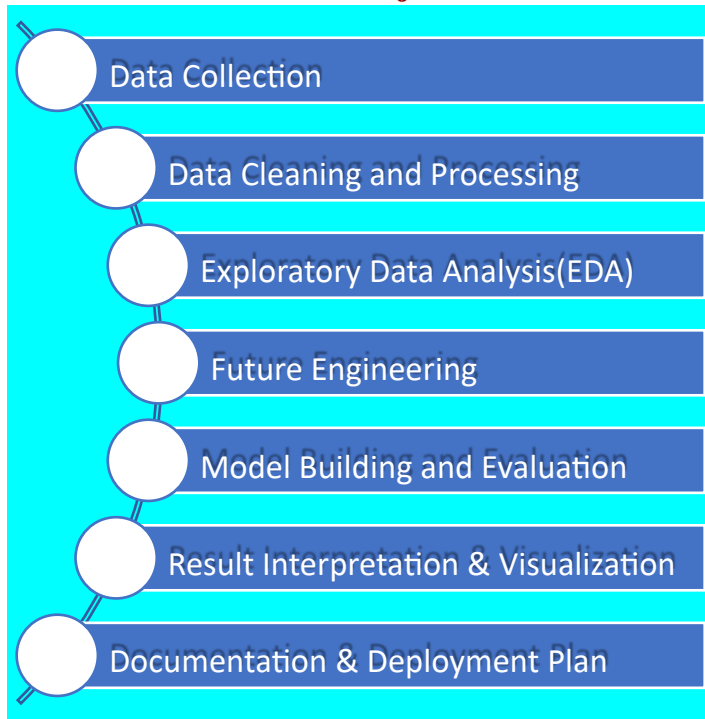 Data Collection
Data Cleaning and Processing
Exploratory Data Analysis(EDA)
Future Engineering
Model Building and Evaluation
Result Interpretation & Visualization
Documentation & Deployment Plan